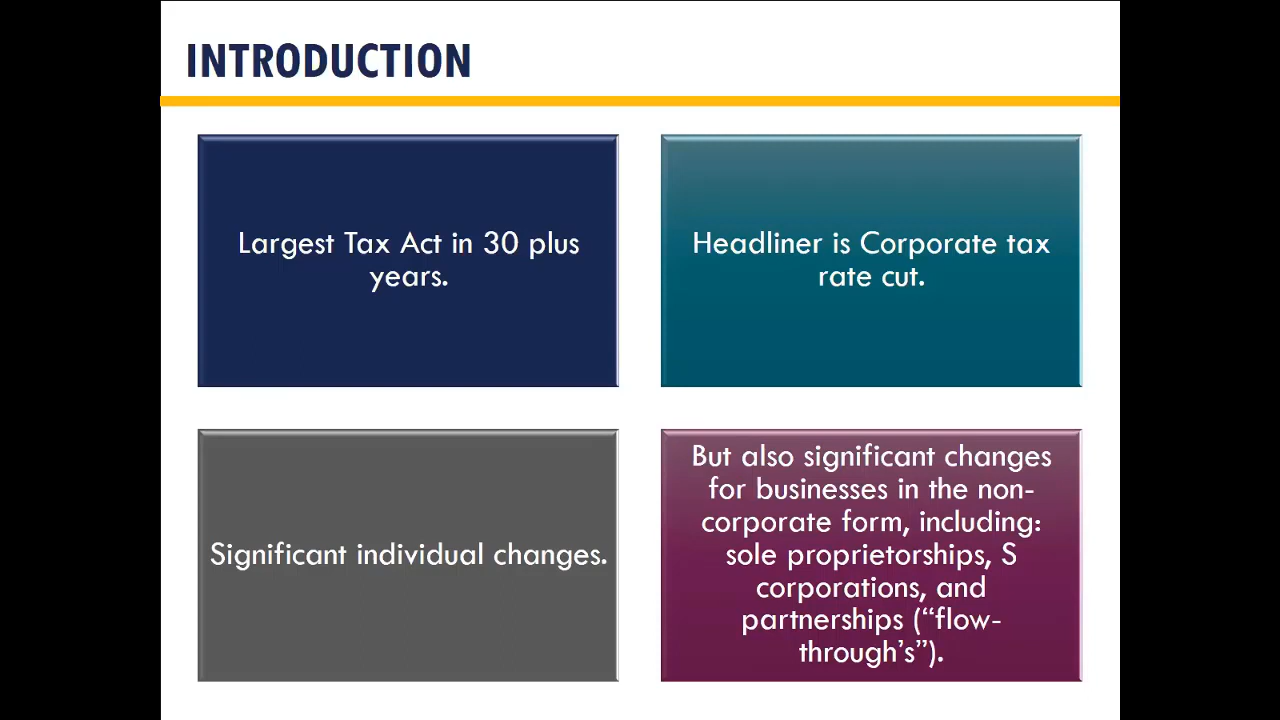 INTRODUCTION
Largest Tax Act in 30 plus
years.
Headliner is Corporate tax
rate cut.
Significant individual changes.
But also significant changes
for businesses in the non-
corporate form, including:
sole proprietorships, S
corporations, and
partnerships (“flow-
through’s”).